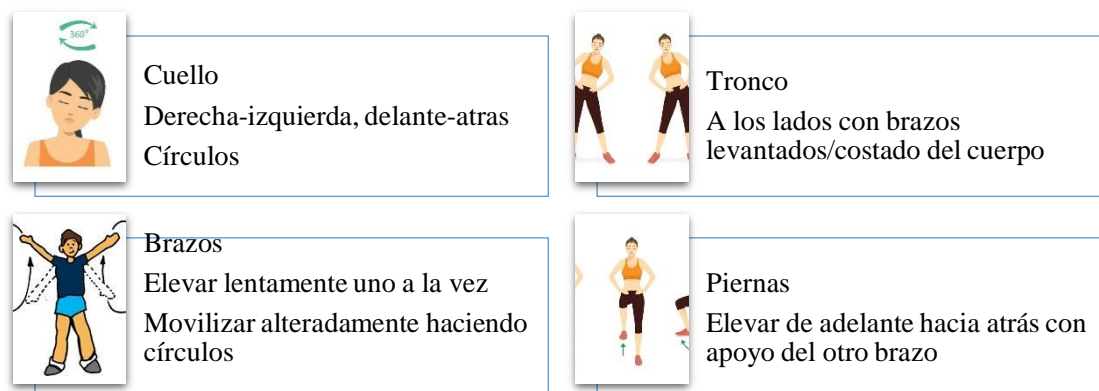 360°
Cuello
Derecha-izquierda, delante-atras
Círculos
Tronco
A los lados con brazos
levantados/costado del cuerpo
Brazos
Elevar lentamente uno a la vez
Movilizar alteradamente haciendo
círculos
Piernas
Elevar de adelante hacia atrás con
apoyo del otro brazo